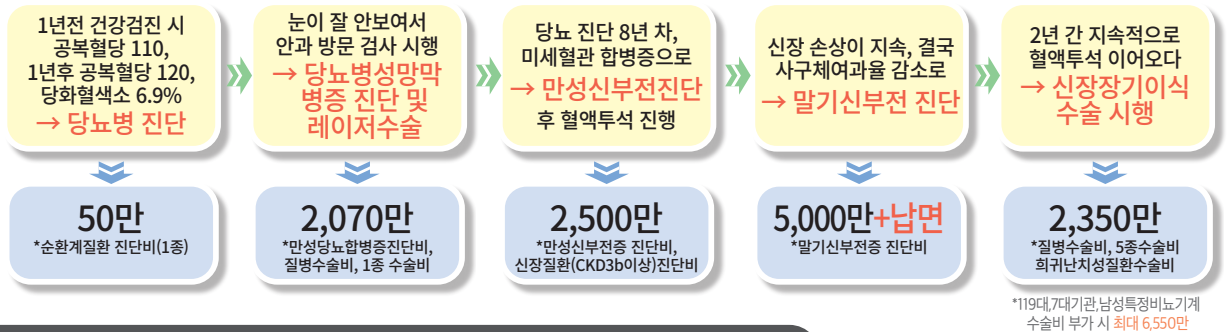 1년전 건강검진 시
공복혈당 110,
1년후 공복혈당 120,
당화혈색소 6.9%
→ 당뇨병 진단
눈이 잘 안보여서
안과 방문 검사 시행
→ 당뇨병성망막
병증 진단 및
레이저수술
당뇨 진단 8년 차,
미세혈관 합병증으로
→ 만성신부전진단
후 혈액투석 진행
신장 손상이 지속, 결국
사구체여과율 감소로
→ 말기신부전 진단
2년 간 지속적으로
혈액투석 이어오다
→ 신장장기이식
수술 시행
50만
*순환계질환 진단비(1종)
2,070만
*만성당뇨합병증진단비,
질병수술비, 1종 수술비
2,500만
*만성신부전증 진단비,
신장질환(CKD3b이상)진단비
5,000만+납면
*말기신부전증 진단비
2,350만
*질병수술비, 5종수술비
희귀난치성질환수술비
*119대,7대기관,남성특정비뇨기계
수술비 부가 시 최대 6,550만